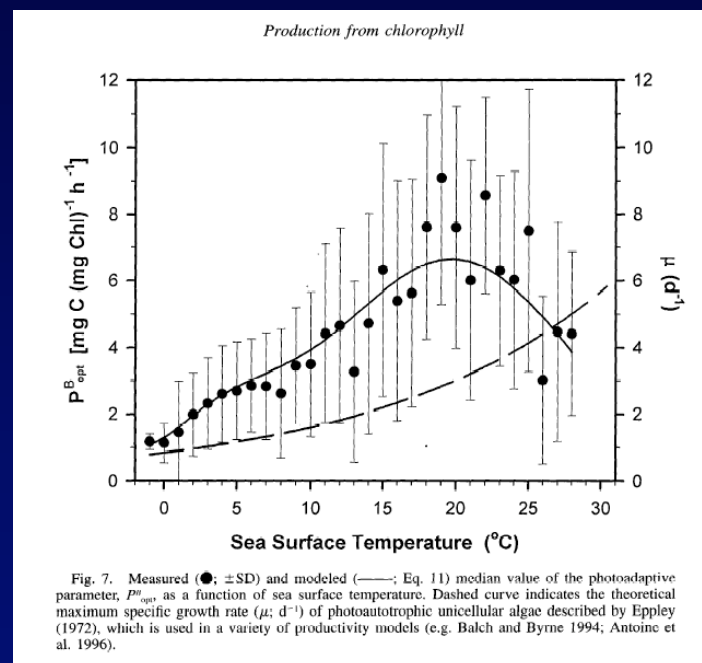 Production from chlorophyll
12
10
8
6
4
2
0
P^B_opt [mg C (mg Chl)^-1 h^-1]
12
10
8
6
4
2
0
μ (d^-1)
0 5 10 15 20 25 30
Sea Surface Temperature (°C)
Fig. 7. Measured (●; ±SD) and modeled (——; Eq. 11) median value of the photoadaptive
parameter, P^B_opt, as a function of sea surface temperature. Dashed curve indicates the theoretical
maximum specific growth rate (μ; d^-1) of photoautotrophic unicellular algae described by Eppley
(1972), which is used in a variety of productivity models (e.g. Balch and Byrne 1994; Antoine et
al. 1996).